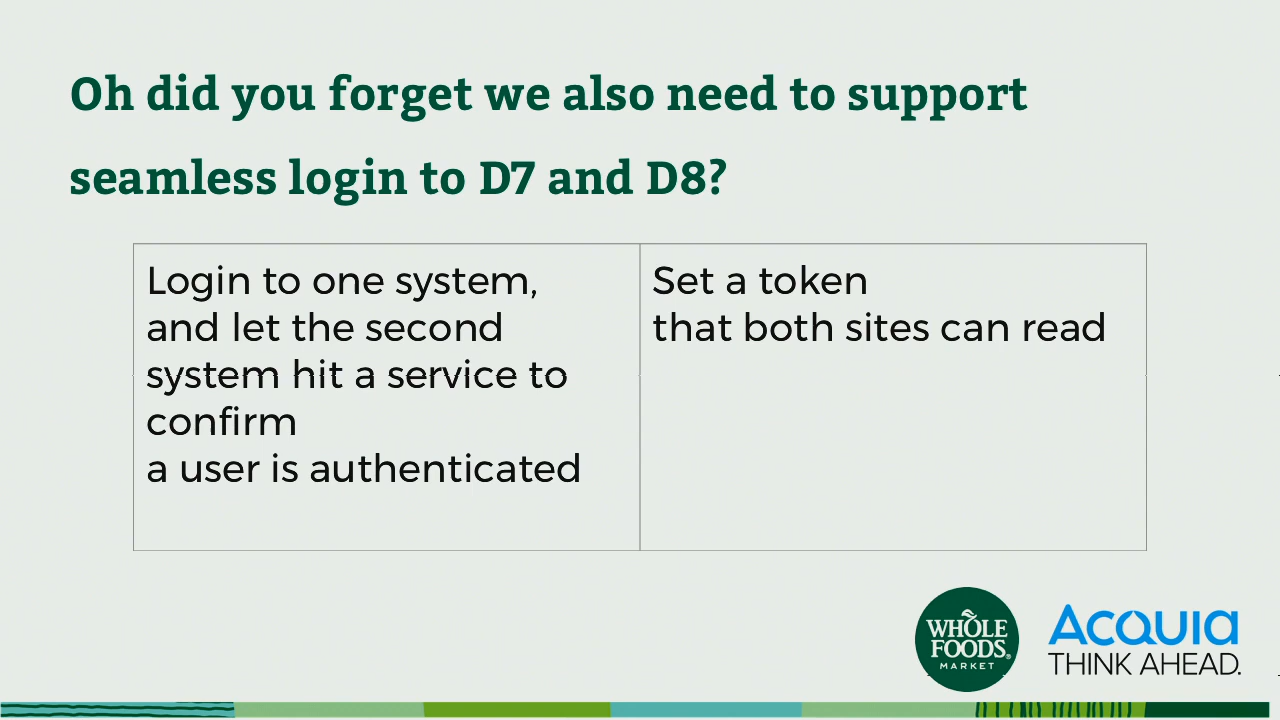 Oh did you forget we also need to support
seamless login to D7 and D8?
Login to one system,
and let the second
system hit a service to
confirm
a user is authenticated
Set a token
that both sites can read
WHOLE
FOODS®
MARKET
ACQUIA
THINK AHEAD.